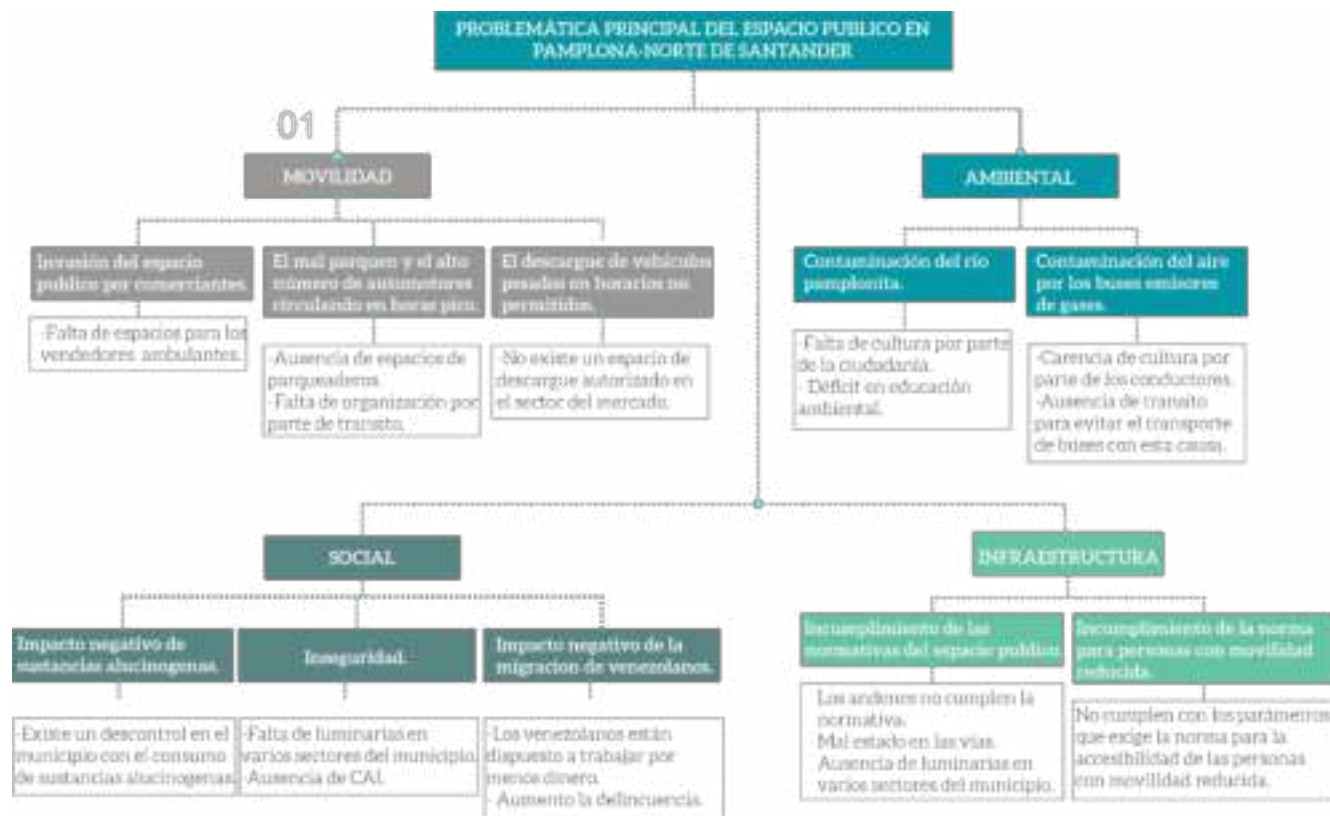 PROBLEMÁTICA PRINCIPAL DEL ESPACIO PUBLICO EN
PAMPLONA-NORTE DE SANTANDER
01
MOVILIDAD
Invasión del espacio
publico por comerciantes.
-Falta de espacios para los
vendedores ambulantes.
El mal parqueo y el alto
número de automotores
circulando en horas pico.
-Ausencia de espacios de
parqueaderos.
-Falta de organización por
parte de transito.
El descargue de vehículos
pesados en horarios no
permitidos.
-No existe un espacio de
descargue autorizado en
el sector del mercado.
AMBIENTAL
Contaminación del río
pamplonita.
-Falta de cultura por parte
de la ciudadanía.
- Déficit en educación
ambiental.
Contaminación del aire
por los buses emisores
de gases.
-Carencia de cultura por
parte de los conductores.
-Ausencia de transito
para evitar el transporte
de buses con esta causa.
SOCIAL
Impacto negativo de
sustancias alucinogenas.
-Existe un descontrol en el
municipio con el consumo
de sustancias alucinogenas.
Inseguridad.
-Falta de luminarias en
varios sectores del municipio.
-Ausencia de CAI.
Impacto negativo de la
migracion de venezolanos.
-Los venezolanos están
dispuesto a trabajar por
menos dinero.
- Aumento la delincuencia.
INFRAESTRUCTURA
Incumplimiento de las
normativas del espacio publico.
Los andenes no cumplen la
normativa.
Mal estado en las vías.
Ausencia de luminarias en
varios sectores del municipio.
Incumplimiento de la norma
para personas con movilidad
reducida.
No cumplen con los parámetros
que exige la norma para la
accesibilidad de las personas
con movilidad reducida.